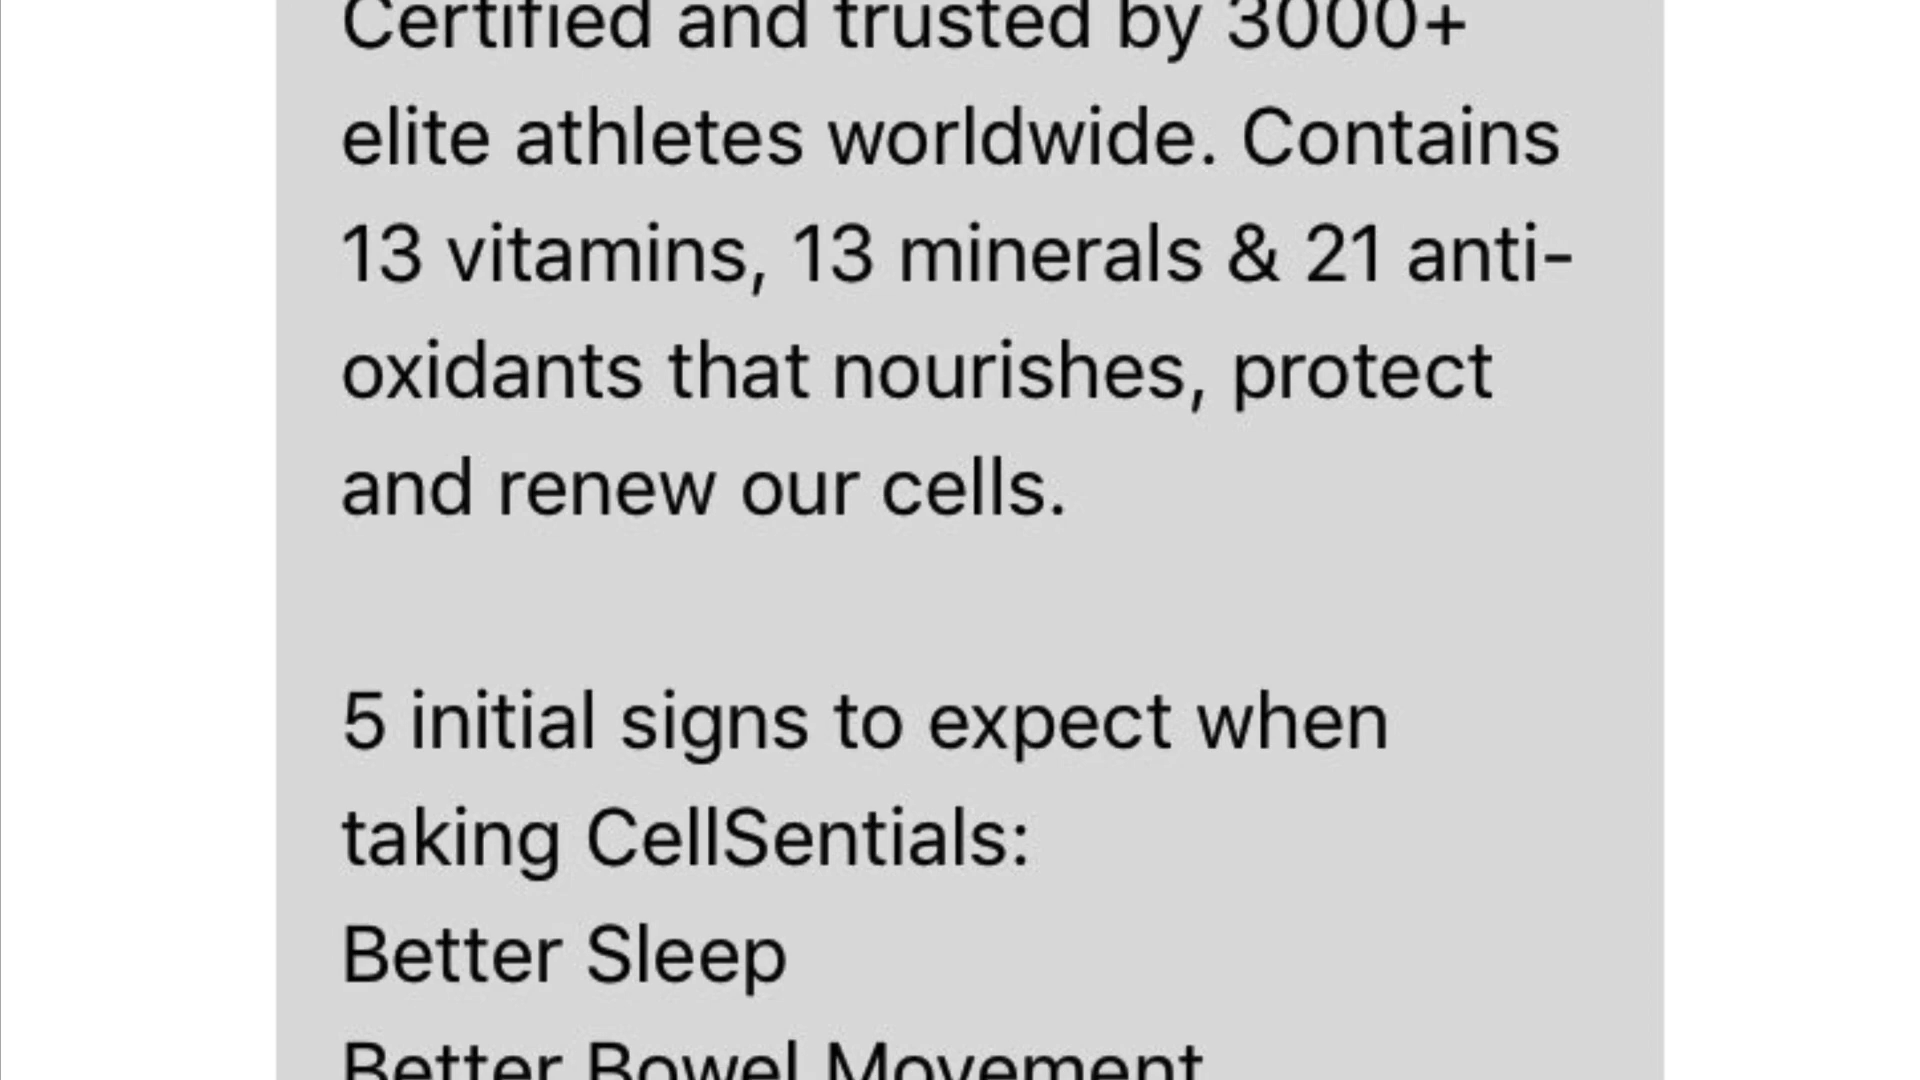 Certified and trusted by 3000+
elite athletes worldwide. Contains
13 vitamins, 13 minerals & 21 anti-
oxidants that nourishes, protect
and renew our cells.
5 initial signs to expect when
taking CellSentials:
Better Sleep
Better Bowel Movement